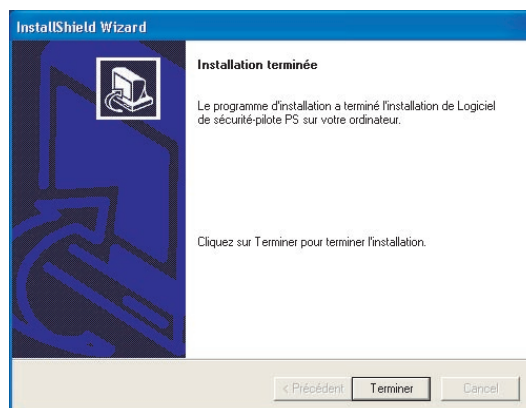 InstallShield Wizard
Installation terminée
Le programme d'installation a terminé l'installation de Logiciel
de sécurité-pilote PS sur votre ordinateur.
Cliquez sur Terminer pour terminer l'installation.
< Précédent Terminer Cancel